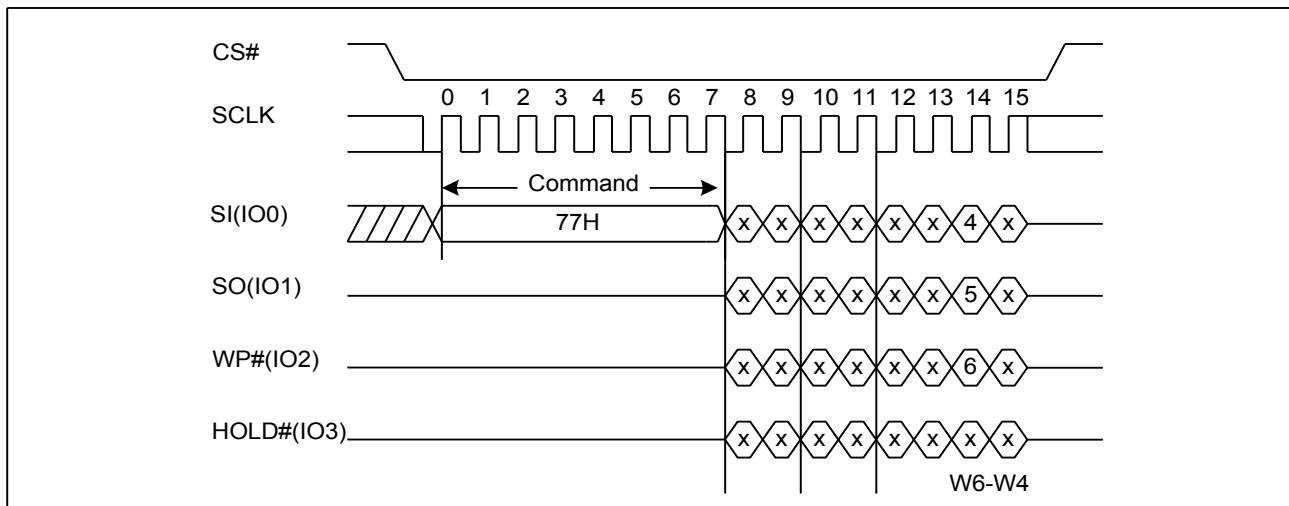 CS#
0 1 2 3 4 5 6 7 8 9 10 11 12 13 14 15
SCLK
Command
SI(IO0)
77H x x x x x x 4 x
SO(IO1)
x x x x x x 5 x
WP#(IO2)
x x x x x x 6 x
HOLD#(IO3)
x x x x x x x x
W6-W4